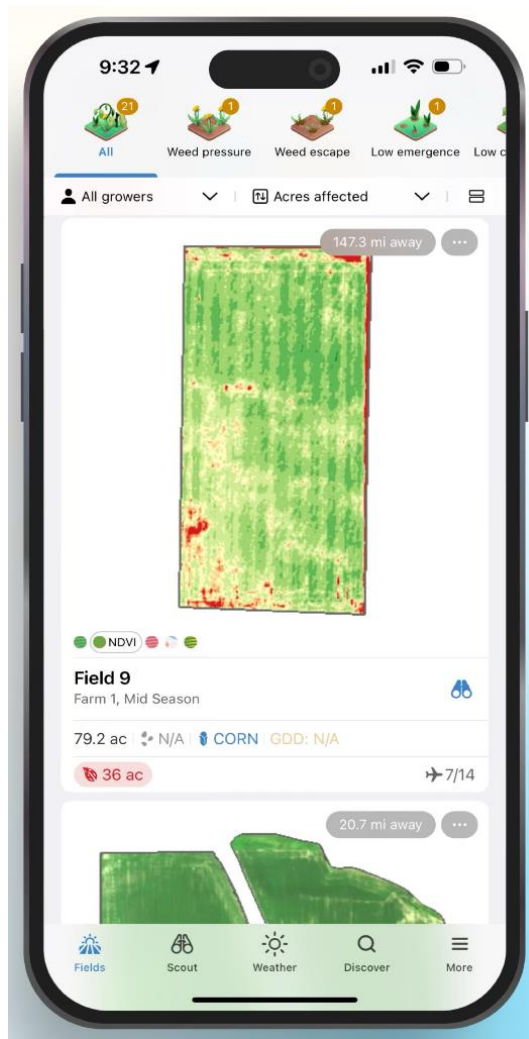 9:32
21
1
1
1
All
Weed pressure
Weed escape
Low emergence
Low c
All growers
Acres affected
147.3 mi away
NDVI
Field 9
Farm 1, Mid Season
79.2 ac
N/A
CORN
GDD: N/A
36 ac
7/14
20.7 mi away
Fields
Scout
Weather
Discover
More